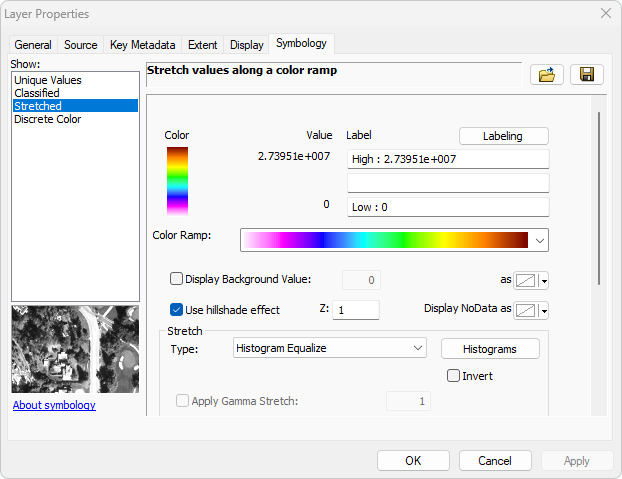 Layer Properties
General Source Key Metadata Extent Display Symbology
Show:
Unique Values
Classified
Stretched
Discrete Color
About symbology
Stretch values along a color ramp
Color Value Label Labeling
2.73951e+007 High : 2.73951e+007
0 Low : 0
Color Ramp:
Display Background Value: 0 as
Use hillshade effect Z: 1 Display NoData as
Stretch
Type: Histogram Equalize Histograms
Invert
Apply Gamma Stretch: 1
OK Cancel Apply